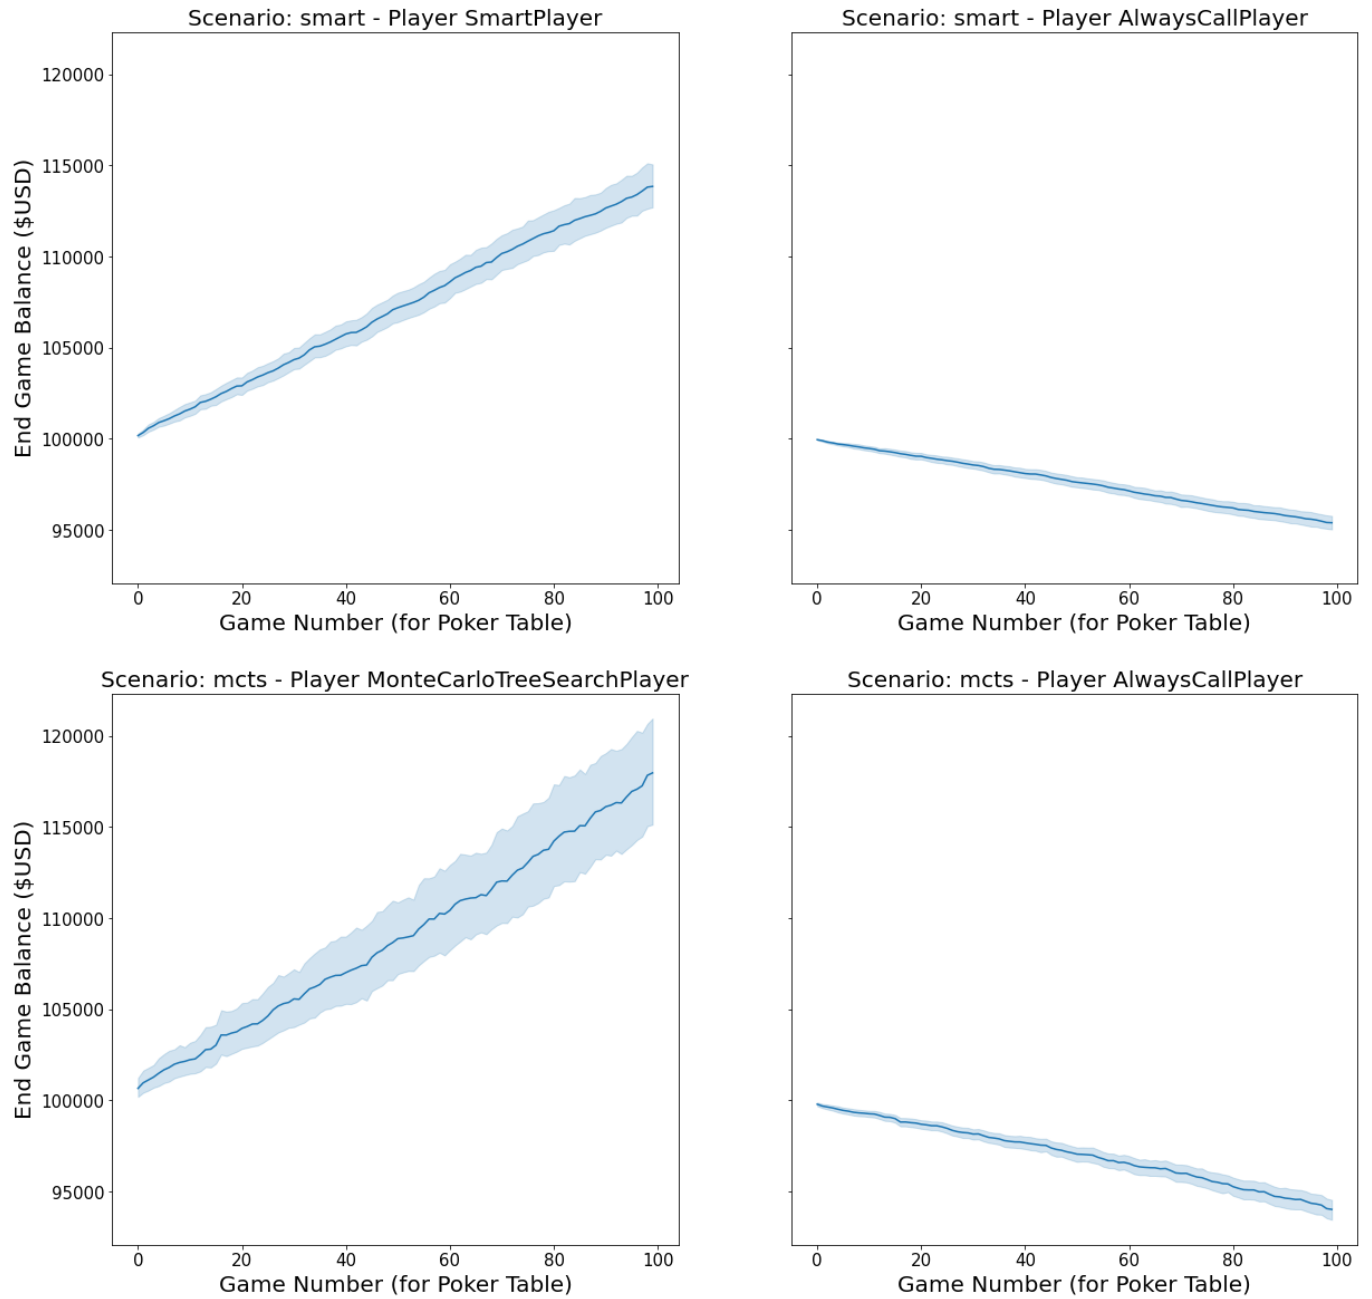 Scenario: smart - Player SmartPlayer
120000
115000
110000
105000
100000
95000
End Game Balance ($USD)
0 20 40 60 80 100
Game Number (for Poker Table)
Scenario: smart - Player AlwaysCallPlayer
0 20 40 60 80 100
Game Number (for Poker Table)
Scenario: mcts - Player MonteCarloTreeSearchPlayer
120000
115000
110000
105000
100000
95000
End Game Balance ($USD)
0 20 40 60 80 100
Game Number (for Poker Table)
Scenario: mcts - Player AlwaysCallPlayer
0 20 40 60 80 100
Game Number (for Poker Table)